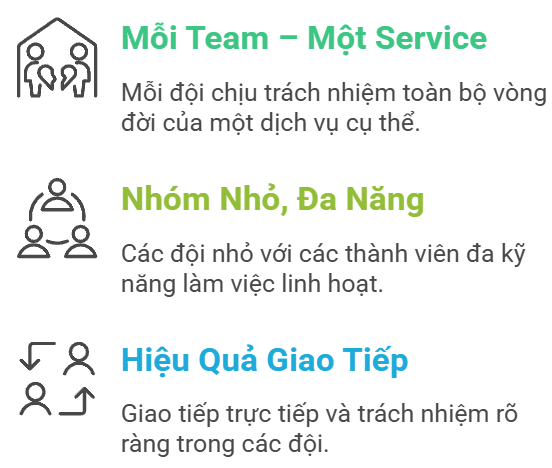 Mỗi Team – Một Service
Mỗi đội chịu trách nhiệm toàn bộ vòng
đời của một dịch vụ cụ thể.
Nhóm Nhỏ, Đa Năng
Các đội nhỏ với các thành viên đa kỹ
năng làm việc linh hoạt.
Hiệu Quả Giao Tiếp
Giao tiếp trực tiếp và trách nhiệm rõ
ràng trong các đội.